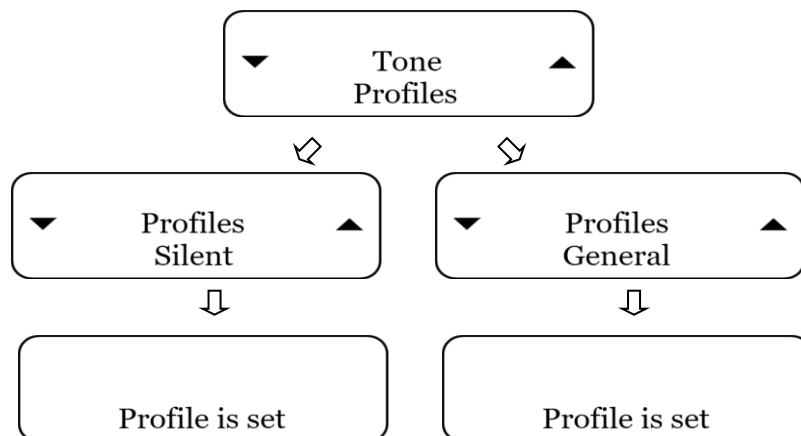 Tone
Profiles
Profiles
Silent
Profiles
General
Profile is set
Profile is set